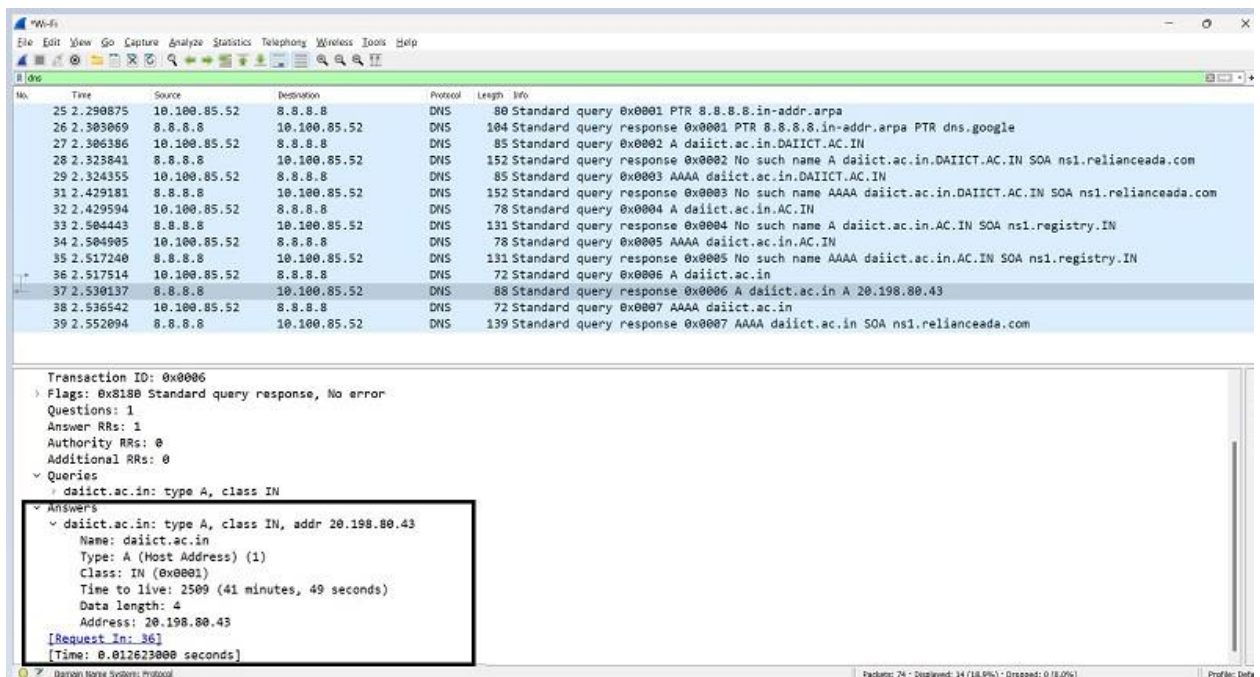 *Wi-Fi
File Edit View Go Capture Analyze Statistics Telephony Wireless Tools Help
dns
No. Time Source Destination Protocol Length Info
25 2.290875 10.100.85.52 8.8.8.8 DNS 80 Standard query 0x0001 PTR 8.8.8.8.in-addr.arpa
26 2.303069 8.8.8.8 10.100.85.52 DNS 104 Standard query response 0x0001 PTR 8.8.8.8.in-addr.arpa PTR dns.google
27 2.306386 10.100.85.52 8.8.8.8 DNS 85 Standard query 0x0002 A daiict.ac.in.DAIICT.AC.IN
28 2.323841 8.8.8.8 10.100.85.52 DNS 152 Standard query response 0x0002 No such name A daiict.ac.in.DAIICT.AC.IN SOA ns1.relianceada.com
29 2.324355 10.100.85.52 8.8.8.8 DNS 85 Standard query 0x0003 AAAA daiict.ac.in.DAIICT.AC.IN
31 2.429181 8.8.8.8 10.100.85.52 DNS 152 Standard query response 0x0003 No such name AAAA daiict.ac.in.DAIICT.AC.IN SOA ns1.relianceada.com
32 2.429594 10.100.85.52 8.8.8.8 DNS 78 Standard query 0x0004 A daiict.ac.in.AC.IN
33 2.504443 8.8.8.8 10.100.85.52 DNS 131 Standard query response 0x0004 No such name A daiict.ac.in.AC.IN SOA ns1.registry.IN
34 2.504905 10.100.85.52 8.8.8.8 DNS 78 Standard query 0x0005 AAAA daiict.ac.in.AC.IN
35 2.517240 8.8.8.8 10.100.85.52 DNS 131 Standard query response 0x0005 No such name AAAA daiict.ac.in.AC.IN SOA ns1.registry.IN
36 2.517514 10.100.85.52 8.8.8.8 DNS 72 Standard query 0x0006 A daiict.ac.in
37 2.530137 8.8.8.8 10.100.85.52 DNS 88 Standard query response 0x0006 A daiict.ac.in A 20.198.80.43
38 2.536542 10.100.85.52 8.8.8.8 DNS 72 Standard query 0x0007 AAAA daiict.ac.in
39 2.552094 8.8.8.8 10.100.85.52 DNS 139 Standard query response 0x0007 AAAA daiict.ac.in SOA ns1.relianceada.com
Transaction ID: 0x0006
Flags: 0x8180 Standard query response, No error
Questions: 1
Answer RRs: 1
Authority RRs: 0
Additional RRs: 0
Queries
daiict.ac.in: type A, class IN
Answers
daiict.ac.in: type A, class IN, addr 20.198.80.43
Name: daiict.ac.in
Type: A (Host Address) (1)
Class: IN (0x0001)
Time to live: 2509 (41 minutes, 49 seconds)
Data length: 4
Address: 20.198.80.43
[Request In: 36]
[Time: 0.012623000 seconds]
Domain Name System: Protocol Packets: 74 · Displayed: 14 (18.9%) · Dropped: 0 (0.0%) Profile: Defa